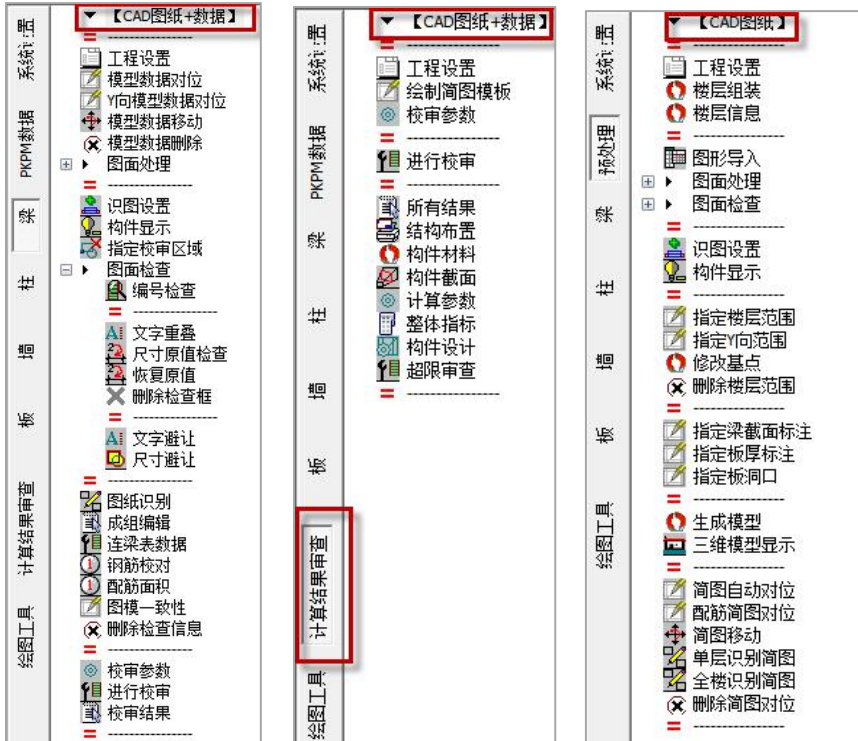 系统设置
PKPM数据
梁
柱
墙
板
计算结果审查
绘图工具
【CAD图纸+数据】
工程设置
模型数据对位
Y向模型数据对位
模型数据移动
模型数据删除
图面处理
识图设置
构件显示
指定校审区域
图面检查
编号检查
文字重叠
尺寸原值检查
恢复原值
删除检查框
文字避让
尺寸避让
图纸识别
成组编辑
连梁表数据
钢筋校对
配筋面积
图模一致性
删除检查信息
校审参数
进行校审
校审结果
系统设置
PKPM数据
梁
柱
墙
板
计算结果审查
绘图工具
【CAD图纸+数据】
工程设置
绘制简图模板
校审参数
进行校审
所有结果
结构布置
构件材料
构件截面
计算参数
整体指标
构件设计
超限审查
系统设置
预处理
梁
柱
墙
板
绘图工具
【CAD图纸】
工程设置
楼层组装
楼层信息
图形导入
图面处理
图面检查
识图设置
构件显示
指定楼层范围
指定Y向范围
修改基点
删除楼层范围
指定梁截面标注
指定板厚标注
指定板洞口
生成模型
三维模型显示
简图自动对位
配筋简图对位
简图移动
单层识别简图
全楼识别简图
删除简图对位